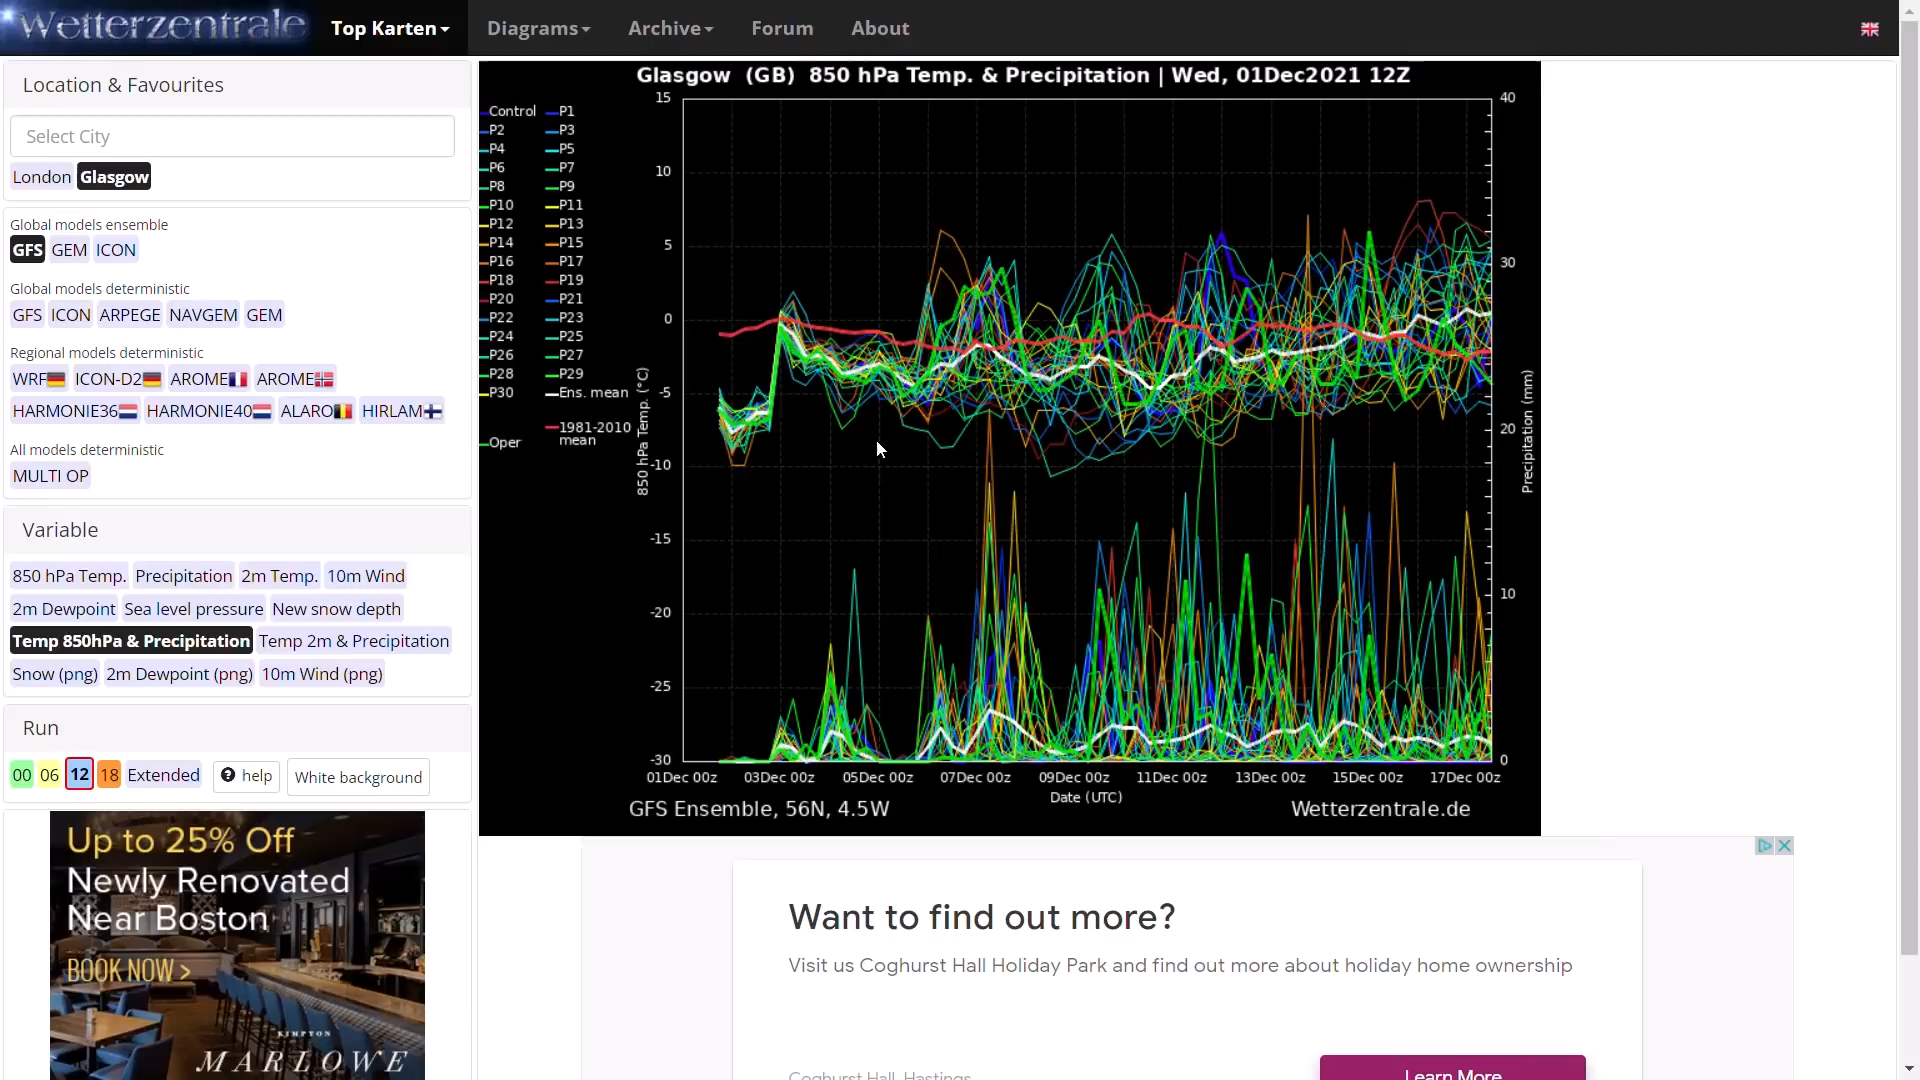 Wetterzentrale
Top Karten
Diagrams
Archive
Forum
About
Location & Favourites
Select City
London Glasgow
Global models ensemble
GFS GEM ICON
Global models deterministic
GFS ICON ARPEGE NAVGEM GEM
Regional models deterministic
WRF ICON-D2 AROME AROME
HARMONIE36 HARMONIE40 ALARO HIRLAM
All models deterministic
MULTI OP
Variable
850 hPa Temp. Precipitation 2m Temp. 10m Wind
2m Dewpoint Sea level pressure New snow depth
Temp 850hPa & Precipitation Temp 2m & Precipitation
Snow (png) 2m Dewpoint (png) 10m Wind (png)
Run
00 06 12 18 Extended help White background
Up to 25% Off
Newly Renovated
Near Boston
BOOK NOW >
KIMPTON
MARLOWE
Glasgow (GB) 850 hPa Temp. & Precipitation | Wed, 01Dec2021 12Z
Control P1
P2 P3
P4 P5
P6 P7
P8 P9
P10 P11
P12 P13
P14 P15
P16 P17
P18 P19
P20 P21
P22 P23
P24 P25
P26 P27
P28 P29
P30 Ens. mean
1981-2010
mean
Oper
850 hPa Temp. (°C)
15
10
5
0
-5
-10
-15
-20
-25
-30
40
30
20
10
0
Precipitation (mm)
01Dec 00z 03Dec 00z 05Dec 00z 07Dec 00z 09Dec 00z 11Dec 00z 13Dec 00z 15Dec 00z 17Dec 00z
Date (UTC)
GFS Ensemble, 56N, 4.5W
Wetterzentrale.de
Want to find out more?
Visit us Coghurst Hall Holiday Park and find out more about holiday home ownership
Coghurst Hall, Hastings
Learn More